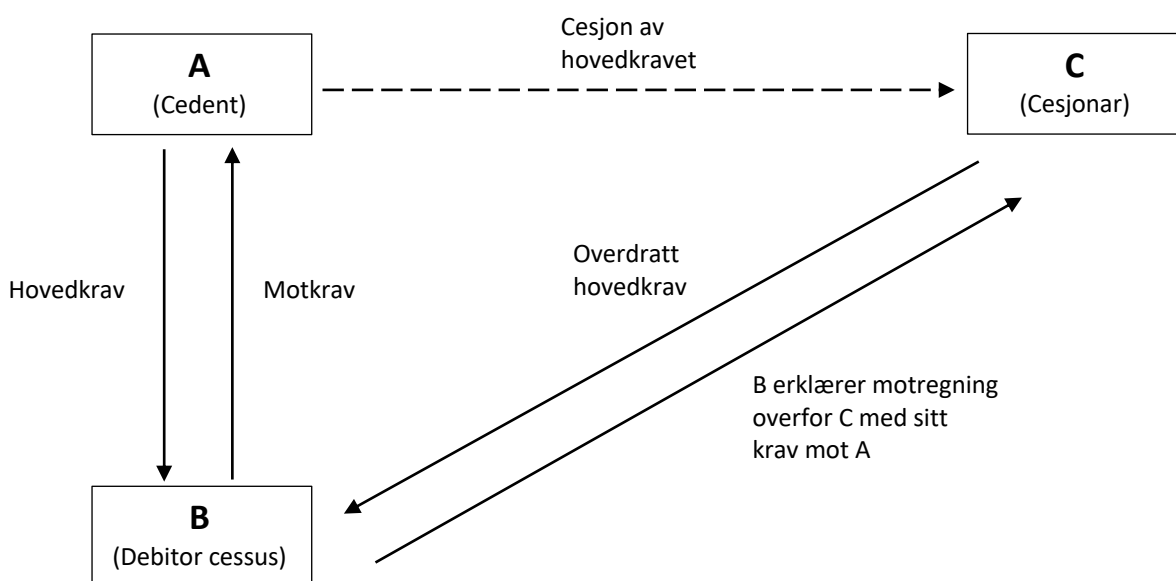 Cesjon av
hovedkravet
A
(Cedent)
C
(Cesjonar)
Hovedkrav
Motkrav
Overdratt
hovedkrav
B erklærer motregning
overfor C med sitt
krav mot A
B
(Debitor cessus)